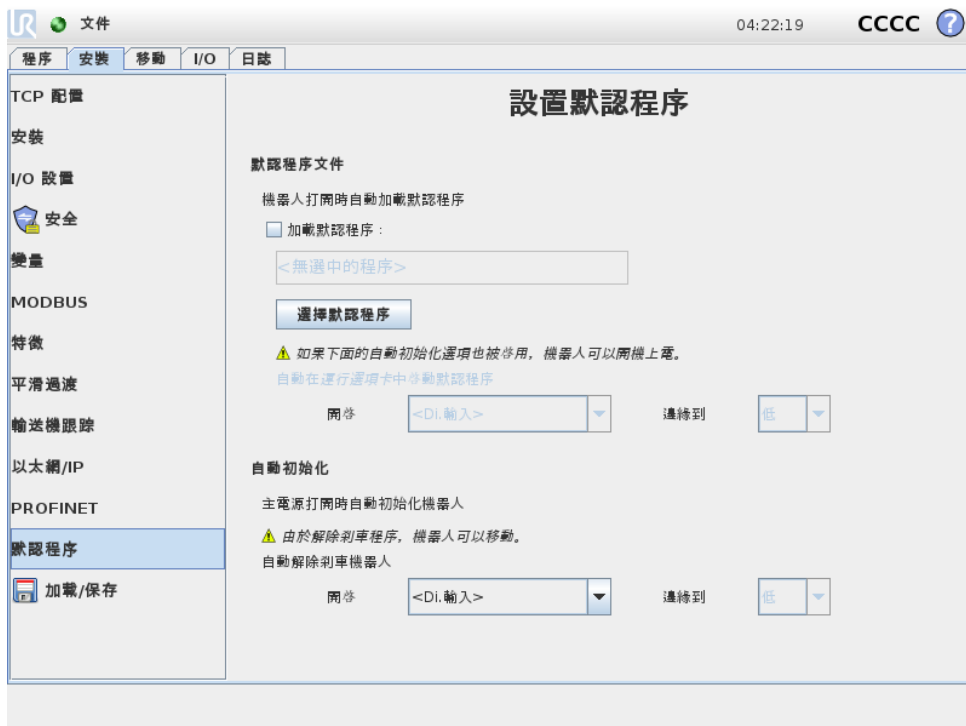 UR 文件 04:22:19 CCCC ?
程序 安裝 移動 I/O 日誌
TCP 配置
安裝
I/O 設置
安全
變量
MODBUS
特徵
平滑過渡
輸送機跟踪
以太網/IP
PROFINET
默認程序
加載/保存
設置默認程序
默認程序文件
機器人打開時自動加載默認程序
加載默認程序：
<無選中的程序>
選擇默認程序
如果下面的自動初始化選項也被啓用，機器人可以開機上電。
自動在運行選項卡中啓動默認程序
開啓 <Di.輸入> 邊緣到 低
自動初始化
主電源打開時自動初始化機器人
由於解除剎車程序，機器人可以移動。
自動解除剎車機器人
開啓 <Di.輸入> 邊緣到 低